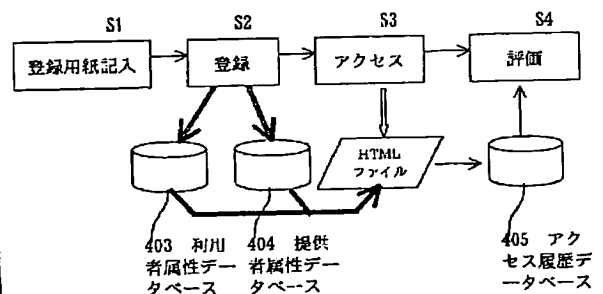 S1
S2
S3
S4
登録用紙記入
登録
アクセス
評価
HTML
ファイル
403 利用
者属性デー
タベース
404 提供
者属性デー
タベース
405 アク
セス履歴デ
ータベース